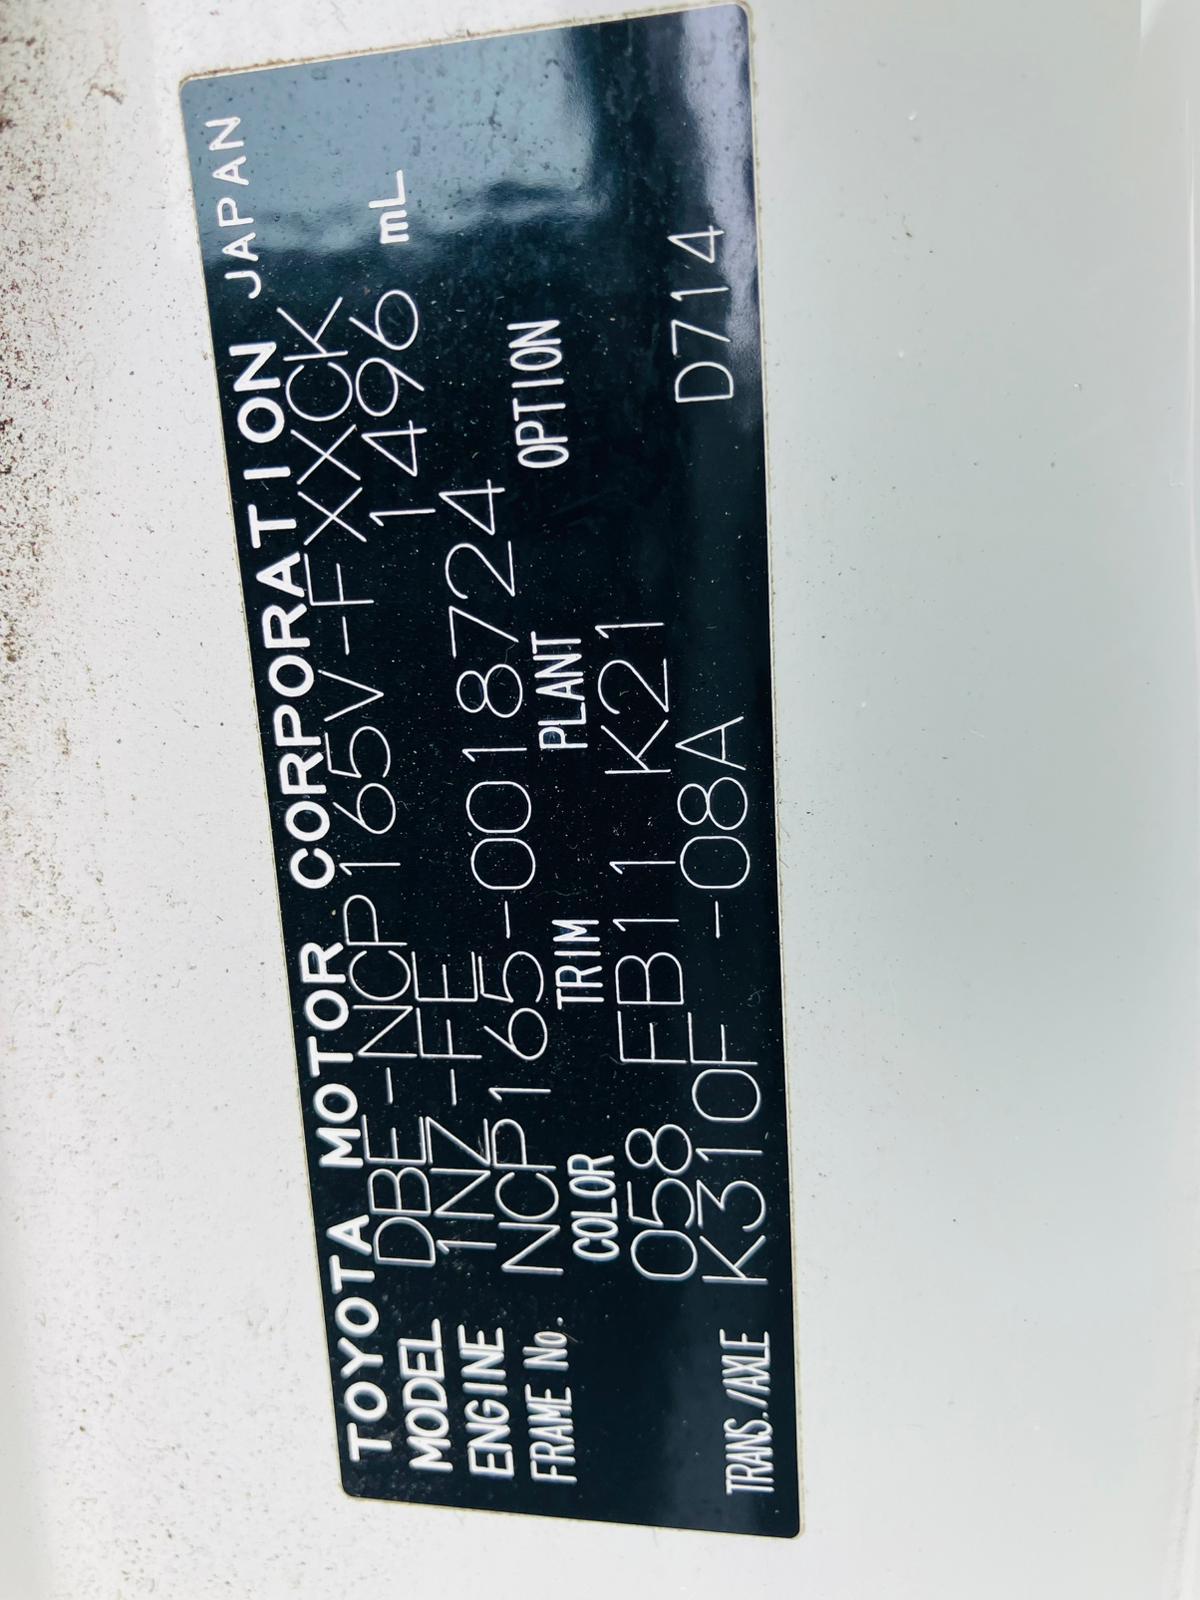 TOYOTA MOTOR CORPORATION JAPAN
MODEL DBE-NCP165V-FXXCK
ENGINE 1NZ-FE 1496 mL
FRAME No. NCP165-0018724
COLOR TRIM PLANT OPTION
058 FB11 K21
TRANS./AXLE K310F -08A D714